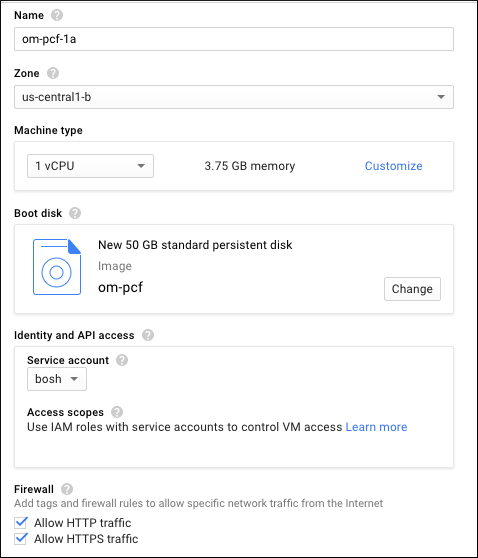 Name ?
om-pcf-1a
Zone ?
us-central1-b
Machine type
1 vCPU 3.75 GB memory Customize
Boot disk ?
New 50 GB standard persistent disk
Image
om-pcf
Change
Identity and API access ?
Service account ?
bosh
Access scopes ?
Use IAM roles with service accounts to control VM access Learn more
Firewall ?
Add tags and firewall rules to allow specific network traffic from the Internet
Allow HTTP traffic
Allow HTTPS traffic